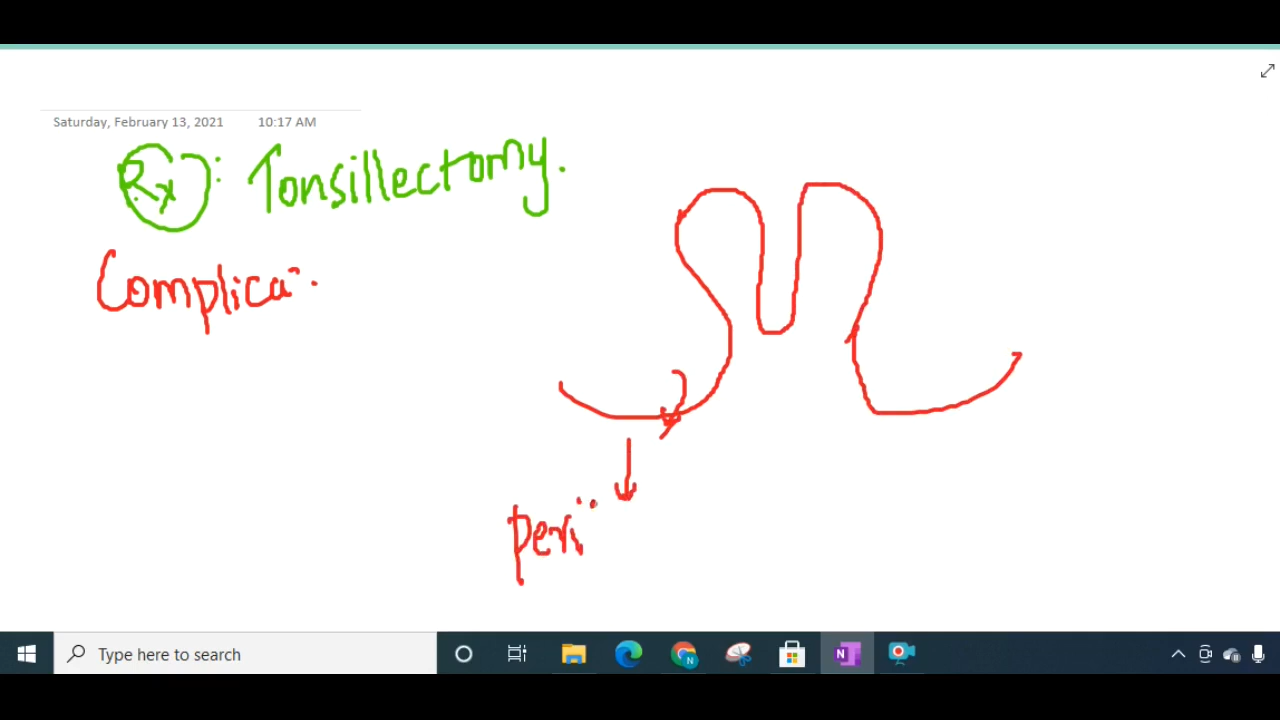 Saturday, February 13, 2021 10:17 AM
Rx : Tonsillectomy.
Complica :
peri
Type here to search